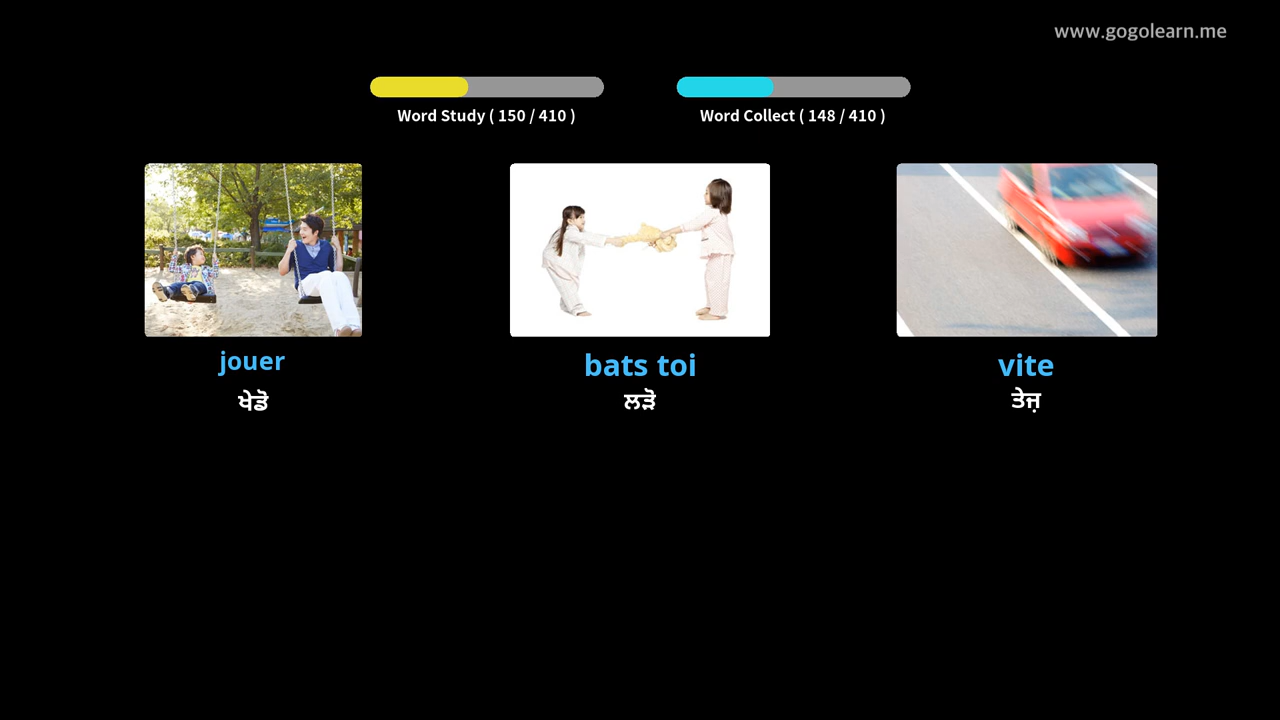 www.gogolearn.me
Word Study ( 150 / 410 )
Word Collect ( 148 / 410 )
jouer
bats toi
vite
ਖੇਡੋ
ਲੜੋ
ਤੇਜ਼